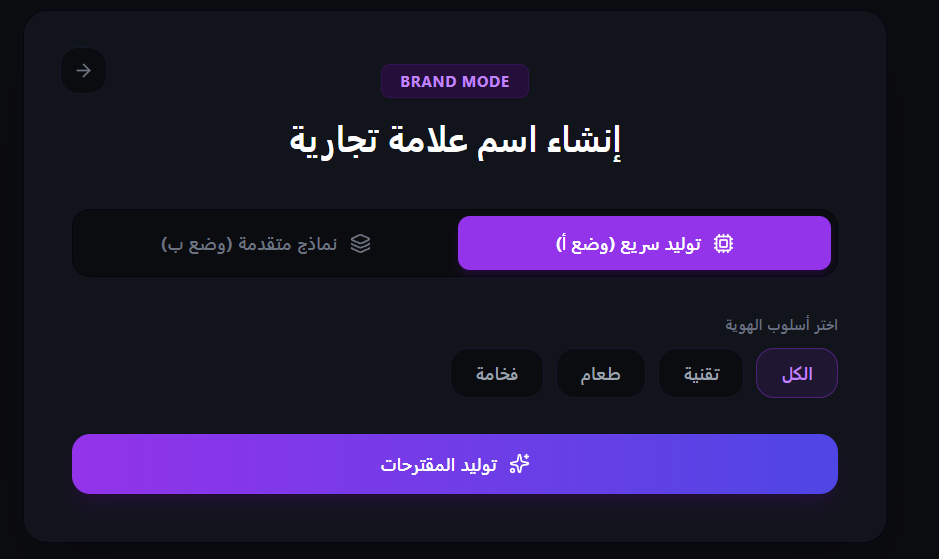 BRAND MODE
إنشاء اسم علامة تجارية
توليد سريع (وضع أ)
نماذج متقدمة (وضع ب)
اختر أسلوب الهوية
الكل
تقنية
طعام
فخامة
توليد المقترحات